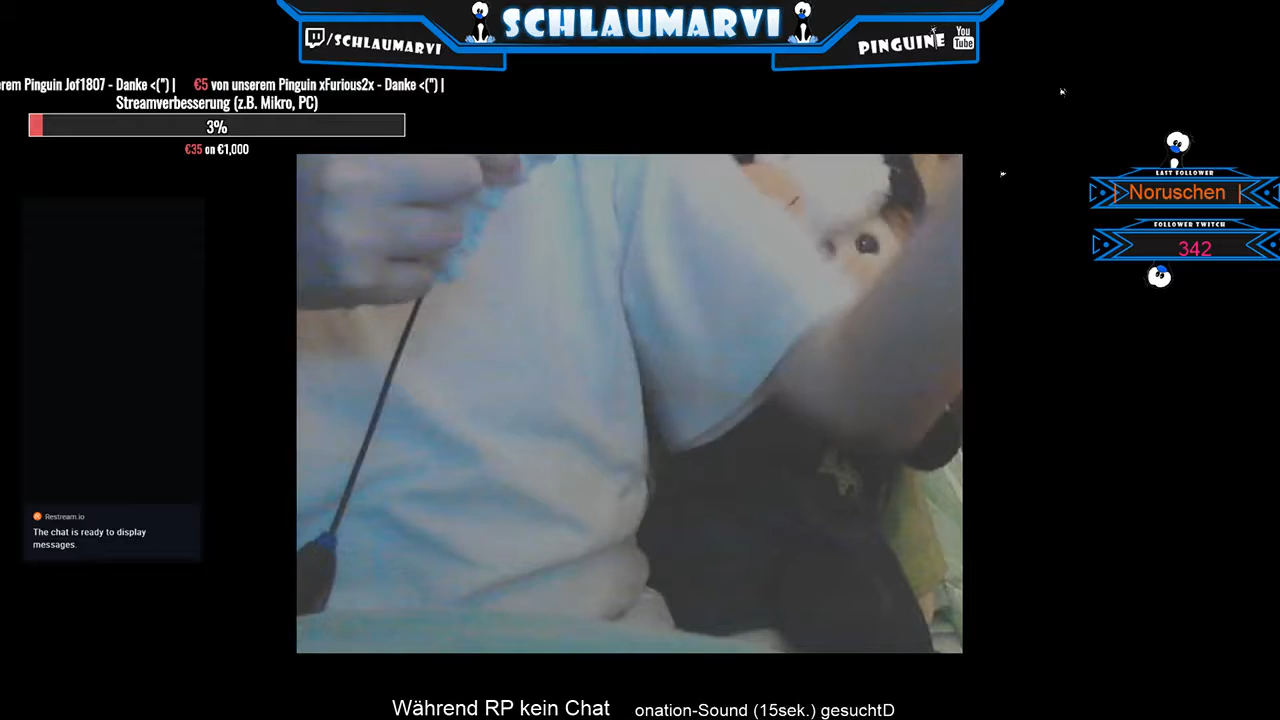 SCHLAUMARVI
/SCHLAUMARVI
PINGUINE
You
Tube
erem Pinguin Jof1807 - Danke <(") | €5 von unserem Pinguin xFurious2x - Danke <(") |
Streamverbesserung (z.B. Mikro, PC)
3%
€35 on €1,000
LAST FOLLOWER
| Noruschen |
FOLLOWER TWITCH
342
Restream.io
The chat is ready to display
messages.
Während RP kein Chat
onation-Sound (15sek.) gesuchtD